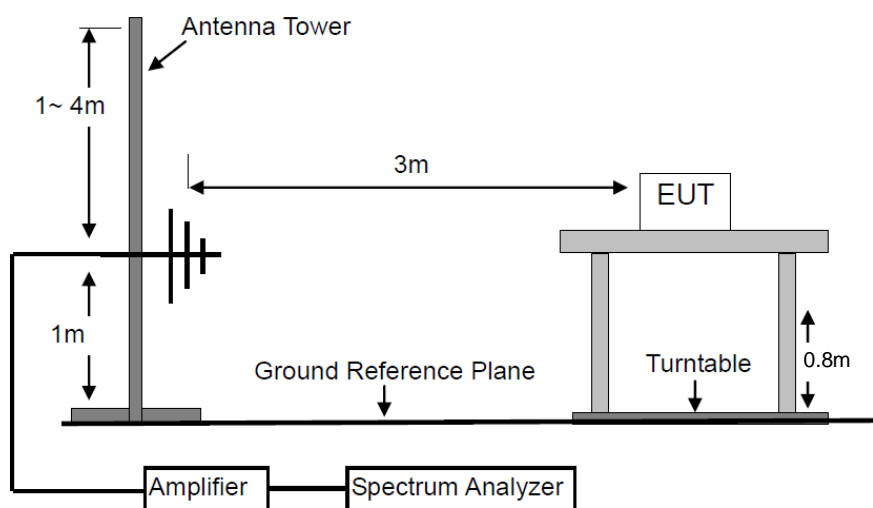 Antenna Tower
1~ 4m
3m
EUT
1m
0.8m
Ground Reference Plane
Turntable
Amplifier
Spectrum Analyzer